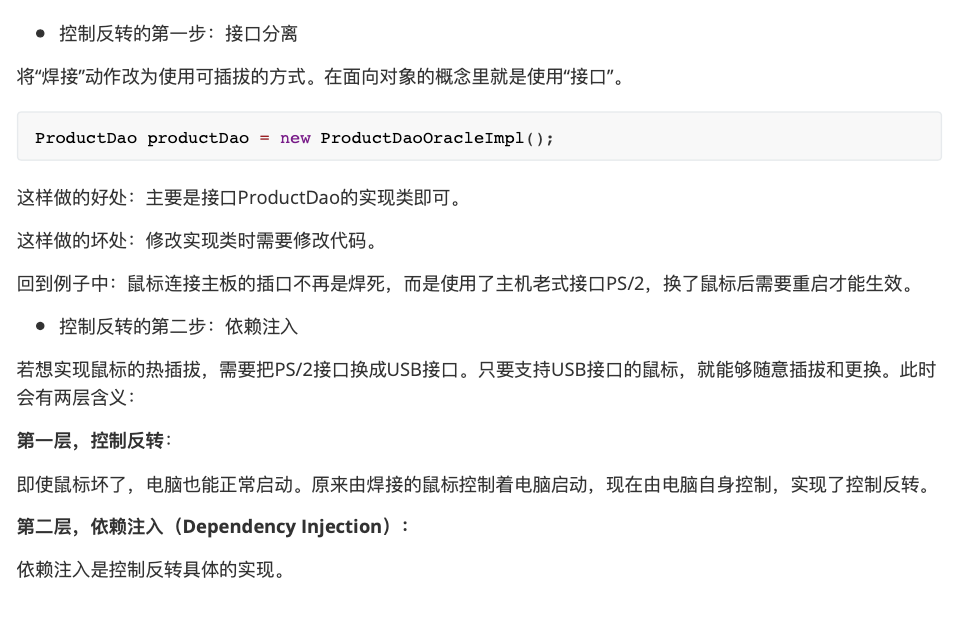 • 控制反转的第一步：接口分离
将“焊接”动作改为使用可插拔的方式。在面向对象的概念里就是使用“接口”。
ProductDao productDao = new ProductDaoOracleImpl();
这样做的好处：主要是接口ProductDao的实现类即可。
这样做的坏处：修改实现类时需要修改代码。
回到例子中：鼠标连接主板的插口不再是焊死，而是使用了主机老式接口PS/2，换了鼠标后需要重启才能生效。
• 控制反转的第二步：依赖注入
若想实现鼠标的热插拔，需要把PS/2接口换成USB接口。只要支持USB接口的鼠标，就能够随意插拔和更换。此时
会有两层含义：
第一层，控制反转：
即使鼠标坏了，电脑也能正常启动。原来由焊接的鼠标控制着电脑启动，现在由电脑自身控制，实现了控制反转。
第二层，依赖注入（Dependency Injection）：
依赖注入是控制反转具体的实现。